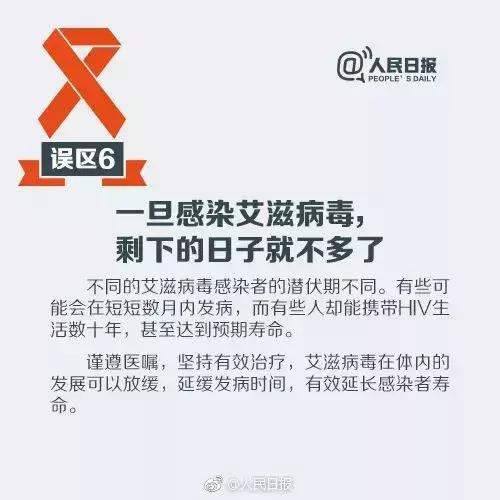 @人民日报
PEOPLE'S DAILY
误区6
一旦感染艾滋病毒，
剩下的日子就不多了
不同的艾滋病毒感染者的潜伏期不同。有些可
能会在短短数月内发病，而有些人却能携带HIV生
活数十年，甚至达到预期寿命。
谨遵医嘱，坚持有效治疗，艾滋病毒在体内的
发展可以放缓，延缓发病时间，有效延长感染者寿
命。
@人民日报